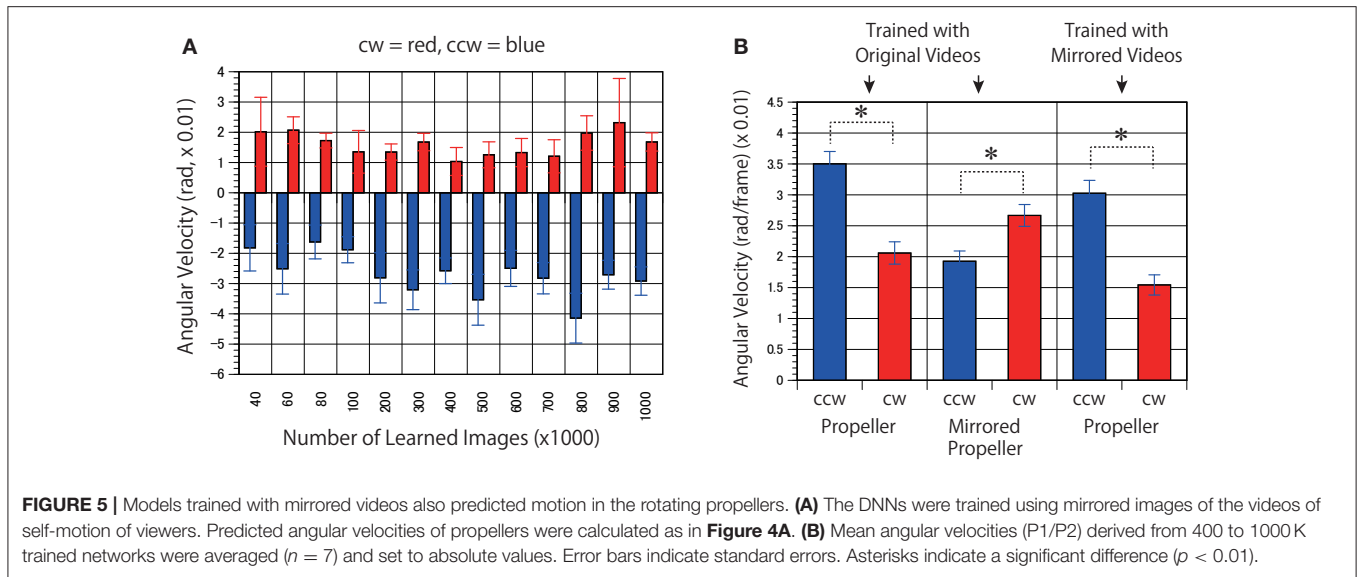 A
cw = red, ccw = blue
Angular Velocity (rad, x 0.01)
4
3
2
1
0
-1
-2
-3
-4
-5
-6
40
60
80
100
200
300
400
500
600
700
800
900
1000
Number of Learned Images (x1000)
B
Trained with
Original Videos
Trained with
Mirrored Videos
Angular Velocity (rad/frame) (x 0.01)
4.5
4
3.5
3
2.5
2
1.5
1
0.5
0
*
*
*
ccw cw ccw cw ccw cw
Propeller
Mirrored
Propeller
Propeller
FIGURE 5 | Models trained with mirrored videos also predicted motion in the rotating propellers. (A) The DNNs were trained using mirrored images of the videos of
self-motion of viewers. Predicted angular velocities of propellers were calculated as in Figure 4A. (B) Mean angular velocities (P1/P2) derived from 400 to 1000 K
trained networks were averaged (n = 7) and set to absolute values. Error bars indicate standard errors. Asterisks indicate a significant difference (p < 0.01).